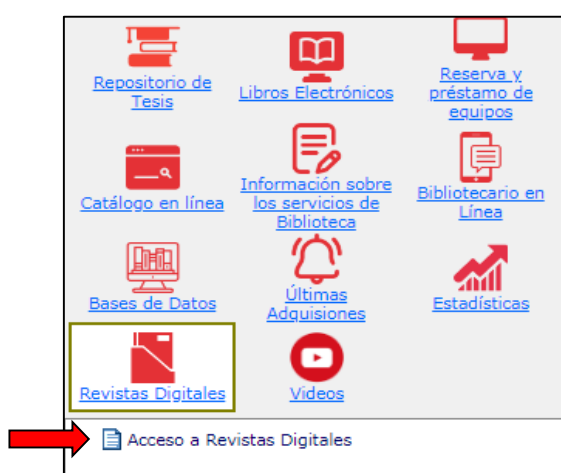 Repositorio de
Tesis
Libros Electrónicos
Reserva y
préstamo de
equipos
Catálogo en línea
Información sobre
los servicios de
Biblioteca
Bibliotecario en
Línea
Bases de Datos
Últimas
Adquisiones
Estadísticas
Revistas Digitales
Videos
Acceso a Revistas Digitales